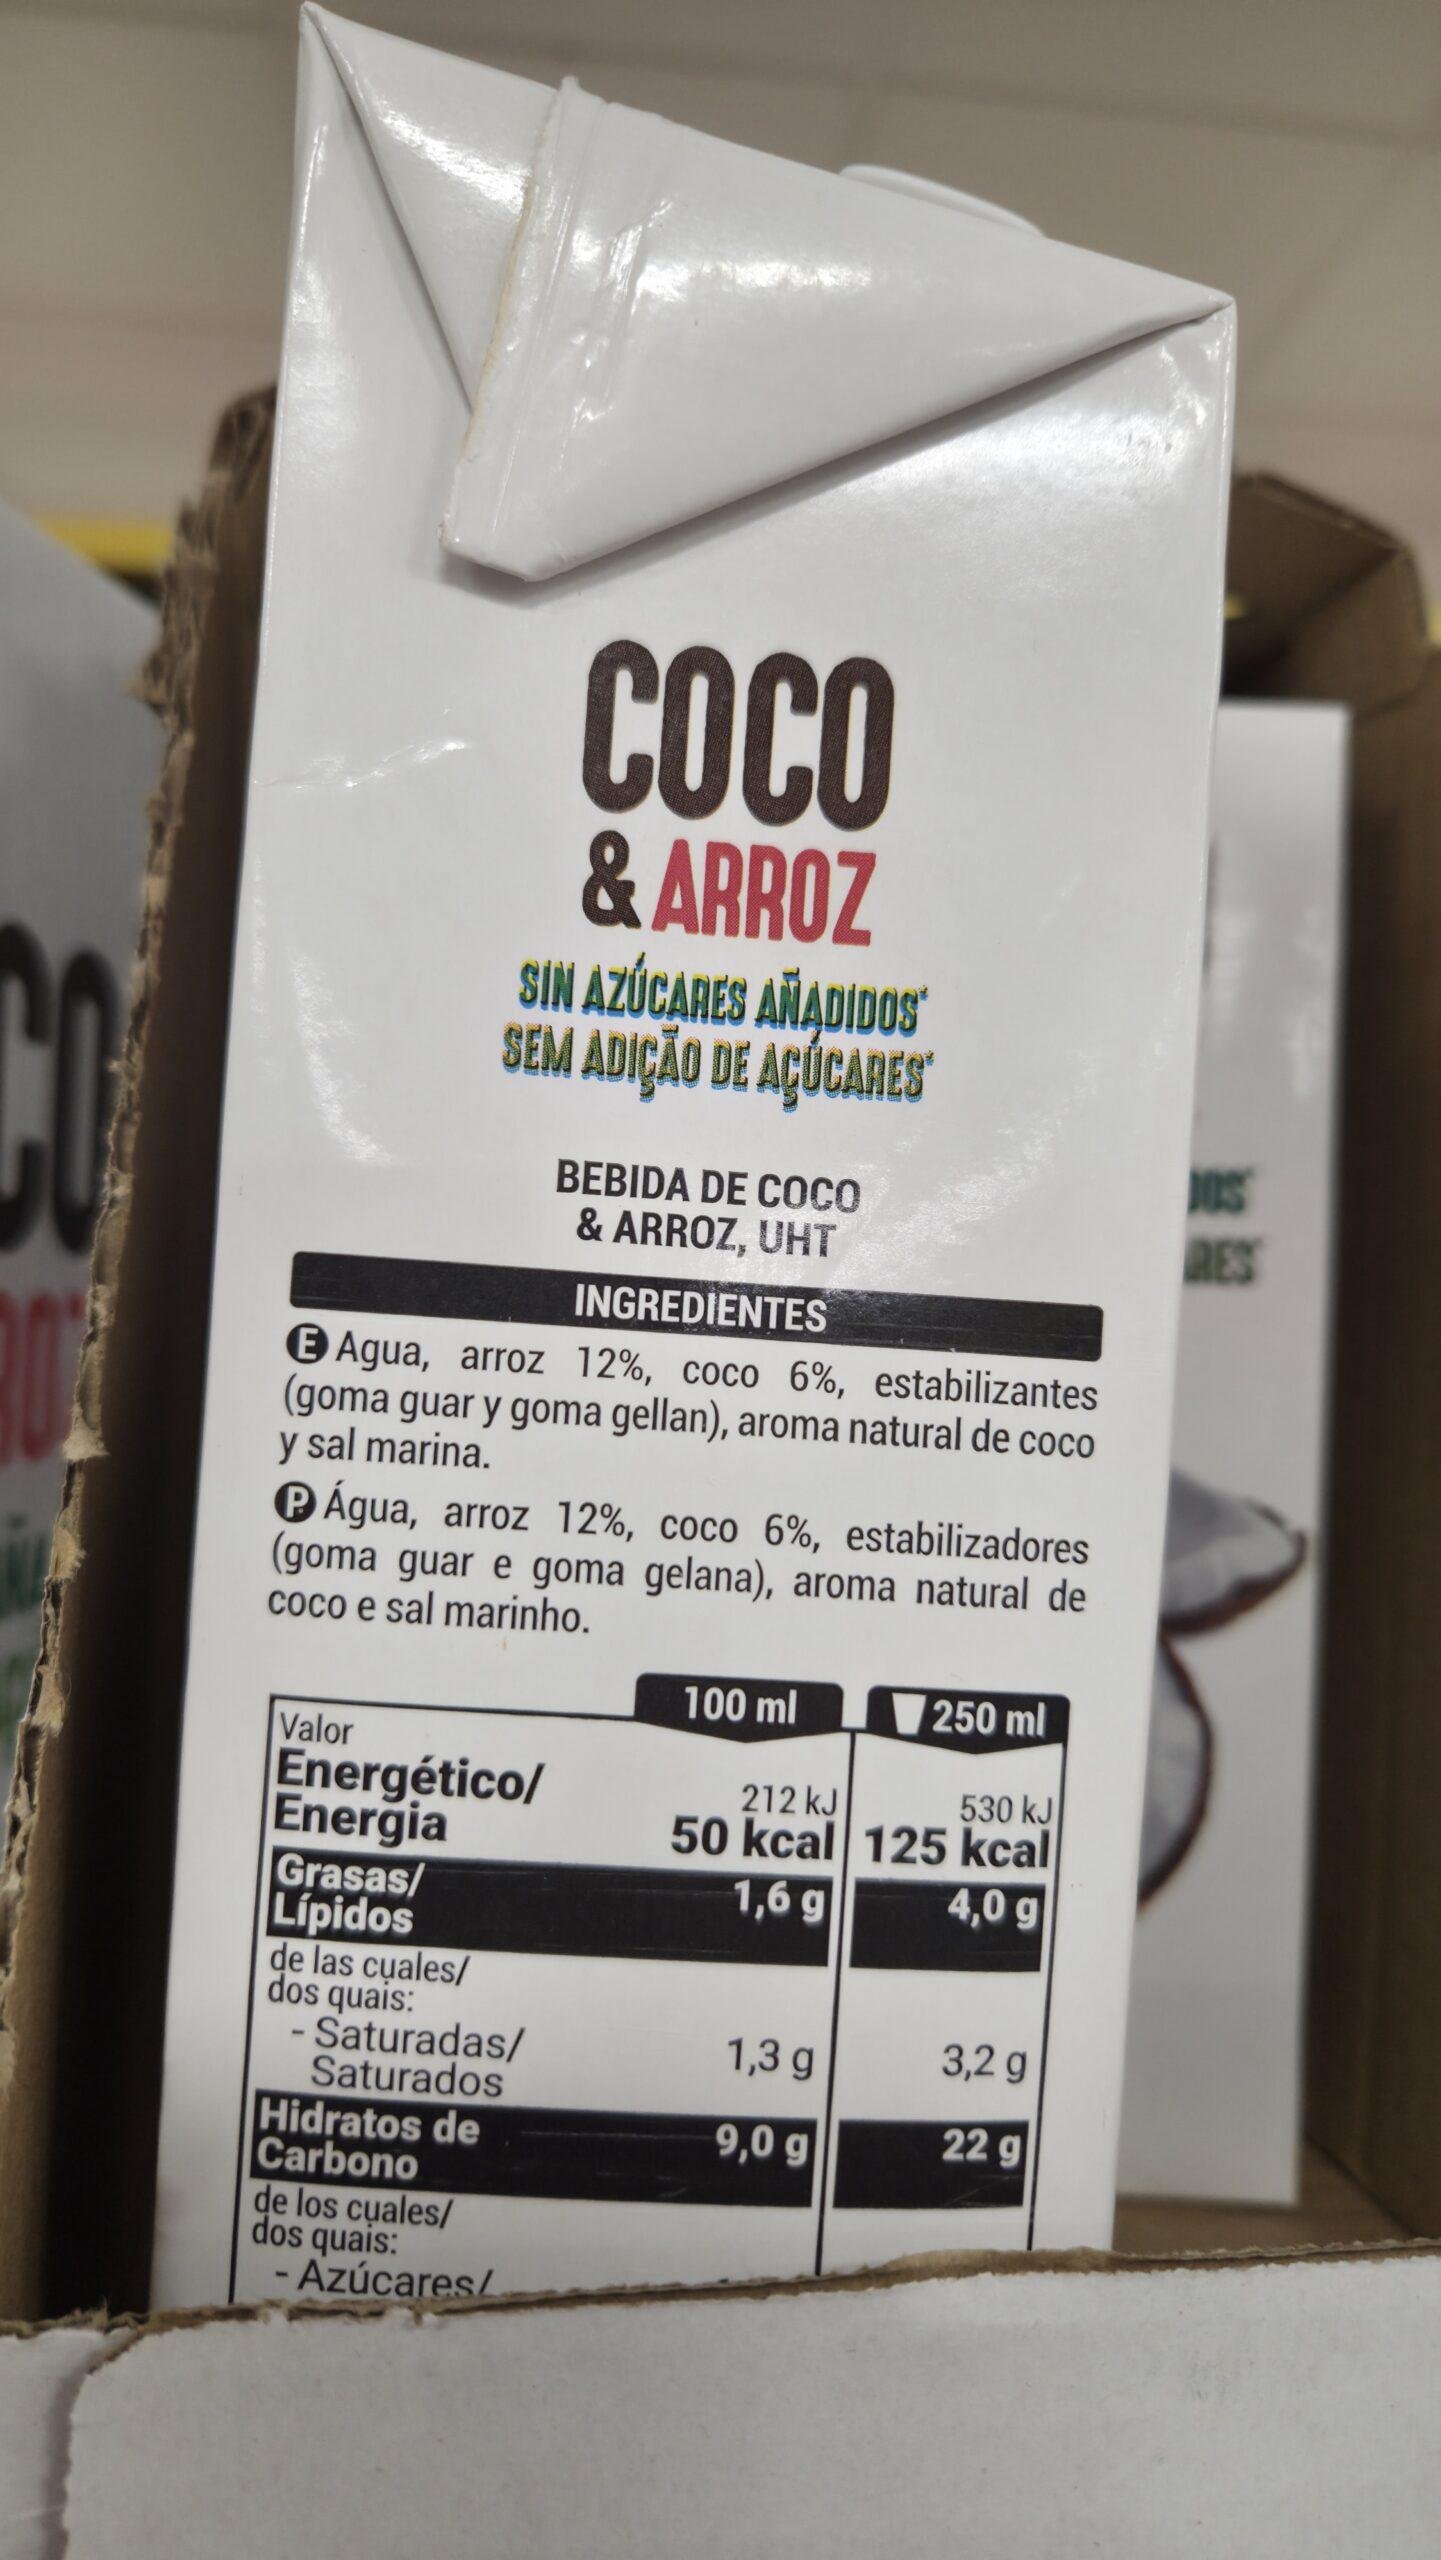 COCO
& ARROZ
SIN AZÚCARES AÑADIDOS*
SEM ADIÇÃO DE AÇÚCARES*
BEBIDA DE COCO
& ARROZ, UHT
INGREDIENTES
E Agua, arroz 12%, coco 6%, estabilizantes
(goma guar y goma gellan), aroma natural de coco
y sal marina.
P Água, arroz 12%, coco 6%, estabilizadores
(goma guar e goma gelana), aroma natural de
coco e sal marinho.
100 ml 250 ml
Valor
Energético/ 212 kJ 530 kJ
Energia 50 kcal 125 kcal
Grasas/ 1,6 g 4,0 g
Lípidos
de las cuales/
dos quais:
- Saturadas/ 1,3 g 3,2 g
Saturados
Hidratos de 9,0 g 22 g
Carbono
de los cuales/
dos quais:
- Azúcares/